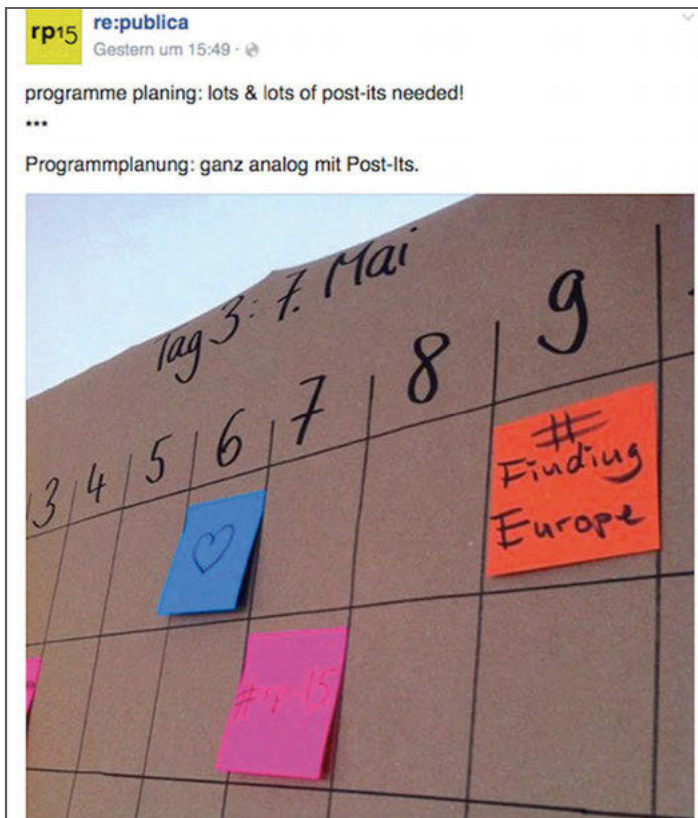 rp15
re:publica
Gestern um 15:49 ·
programme planing: lots & lots of post-its needed!
***
Programmplanung: ganz analog mit Post-Its.
Tag 3: 7. Mai
3 4 5 6 7 8 9
#
Finding
Europe
#rp15